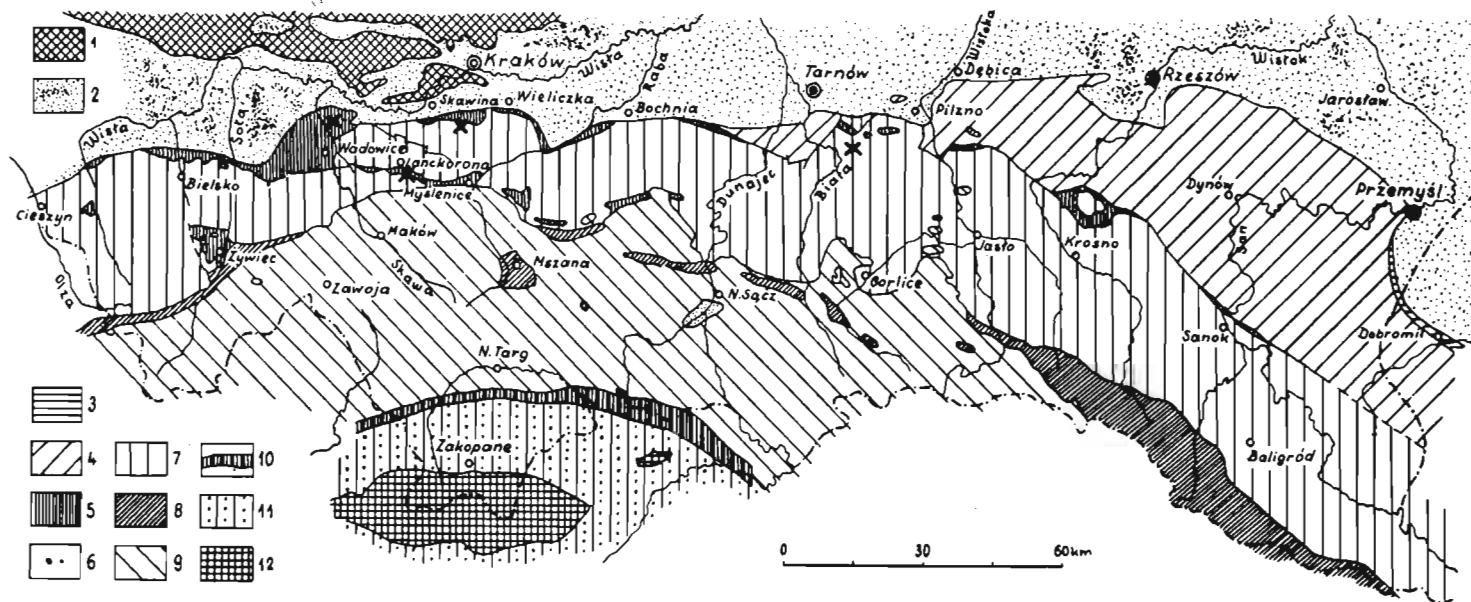 1
2
Kraków
Wisła
Raba
Wisłoka
Dębica
Rzeszów
Wisłok
Jarosław
Tarnów
Skawina
Wieliczka
Bochnia
Pilzno
Wisła
Soła
Wadowice
Lanckorona
Bielsko
Myślenice
Dunajec
Biała
Dynów
Przemyśl
Cieszyn
Maków
Jasło
Krosno
San
Żywiec
Mszana
Gorlice
Olza
Zawoja
Skawa
N. Sącz
Sanok
Dobromil
N. Targ
3
4
7
10
Zakopane
Baligród
5
8
11
6
9
12
0
30
60km